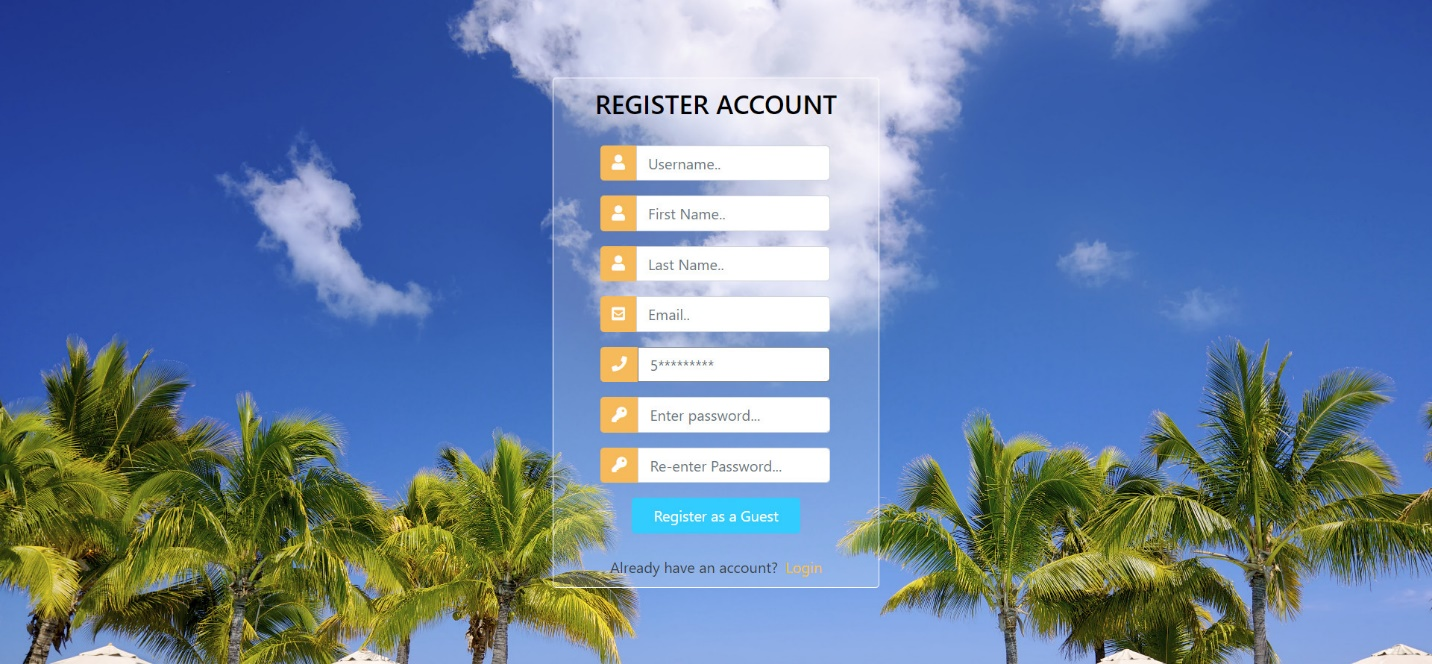 REGISTER ACCOUNT
Username..
First Name..
Last Name..
Email..
5*********
Enter password...
Re-enter Password...
Register as a Guest
Already have an account? Login